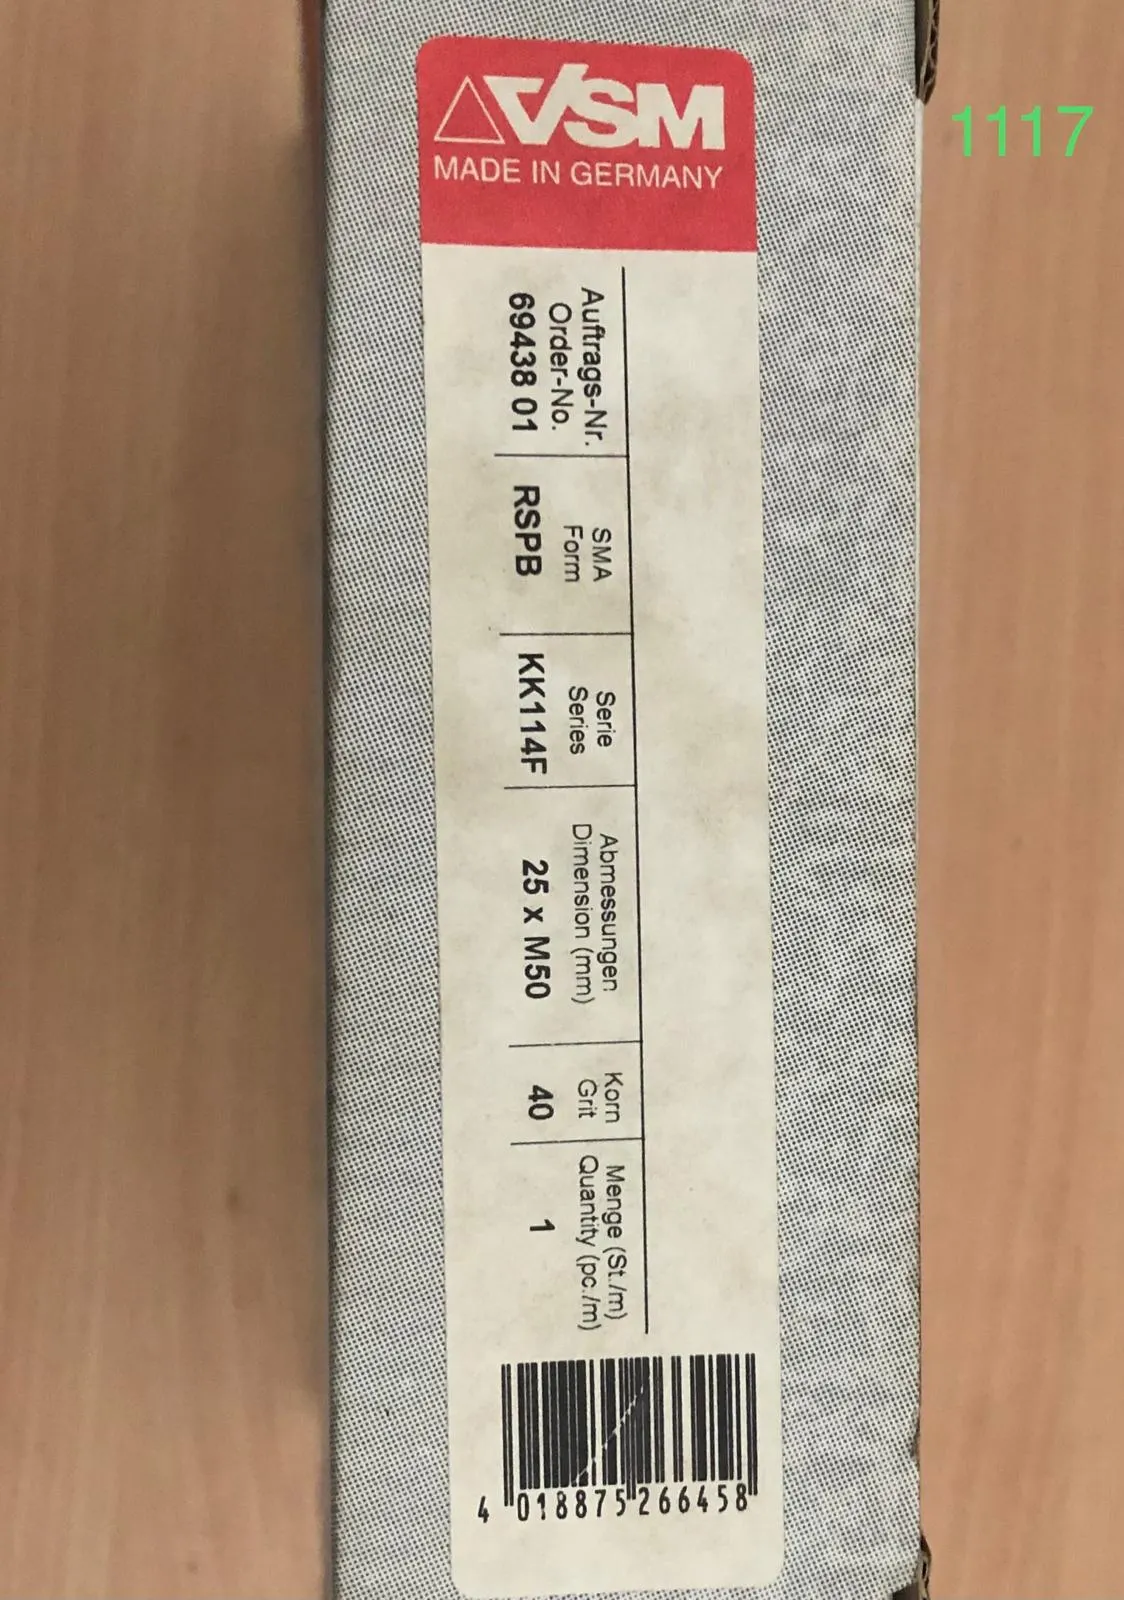 VSM
MADE IN GERMANY
1117
Auftrags-Nr.
Order-No.
69438 01
SMA
Form
RSPB
Serie
Series
KK114F
Abmessungen
Dimension (mm)
25 x M50
Korn
Grit
40
Menge (St./m)
Quantity (pc./m)
1
4 018875 266458